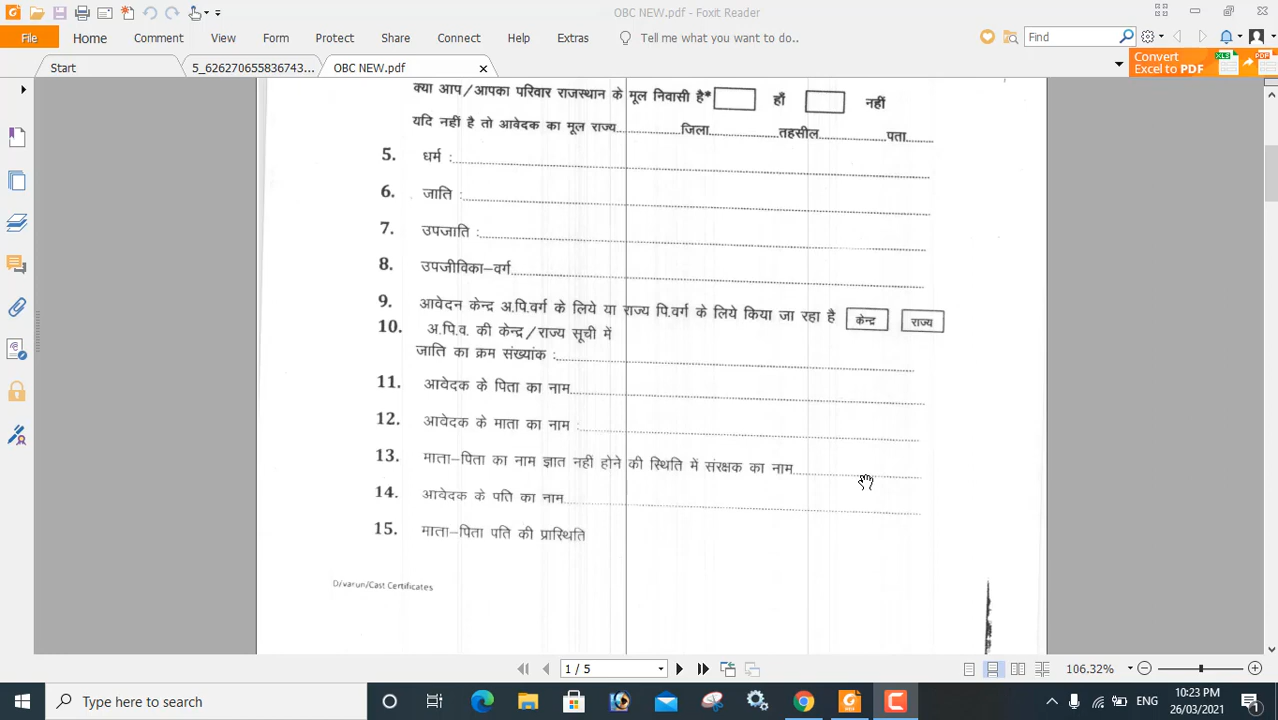 OBC NEW.pdf - Foxit Reader
File Home Comment View Form Protect Share Connect Help Extras Tell me what you want to do.. Find
Start 5_626270655836743... OBC NEW.pdf
Convert
Excel to PDF
क्या आप/आपका परिवार राजस्थान के मूल निवासी है* हाँ नहीं
यदि नहीं है तो आवेदक का मूल राज्य............जिला............तहसील............पता......
5. धर्म :
6. जाति :
7. उपजाति :
8. उपजीविका–वर्ग
9. आवेदन केन्द्र अ.पि.वर्ग के लिये या राज्य पि.वर्ग के लिये किया जा रहा है केन्द्र राज्य
10. अ.पि.व. की केन्द्र/राज्य सूची में
जाति का क्रम संख्यांक :
11. आवेदक के पिता का नाम
12. आवेदक के माता का नाम :
13. माता–पिता का नाम ज्ञात नहीं होने की स्थिति में संरक्षक का नाम
14. आवेदक के पति का नाम
15. माता–पिता पति की प्रास्थिति
D/varun/Cast Certificates
1 / 5 106.32%
Type here to search ENG 10:23 PM
26/03/2021 1